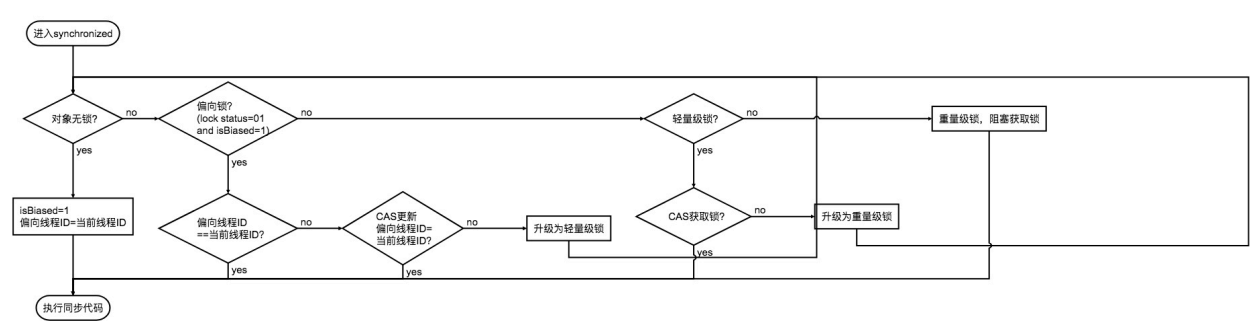 进入synchronized
对象无锁?
no
偏向锁?
(lock status=01
and isBiased=1)
no
轻量级锁?
no
重量级锁，阻塞获取锁
yes
yes
yes
isBiased=1
偏向线程ID=当前线程ID
偏向线程ID
==当前线程ID?
no
CAS更新
偏向线程ID=
当前线程ID?
no
升级为轻量级锁
CAS获取锁?
no
升级为重量级锁
yes
yes
yes
执行同步代码